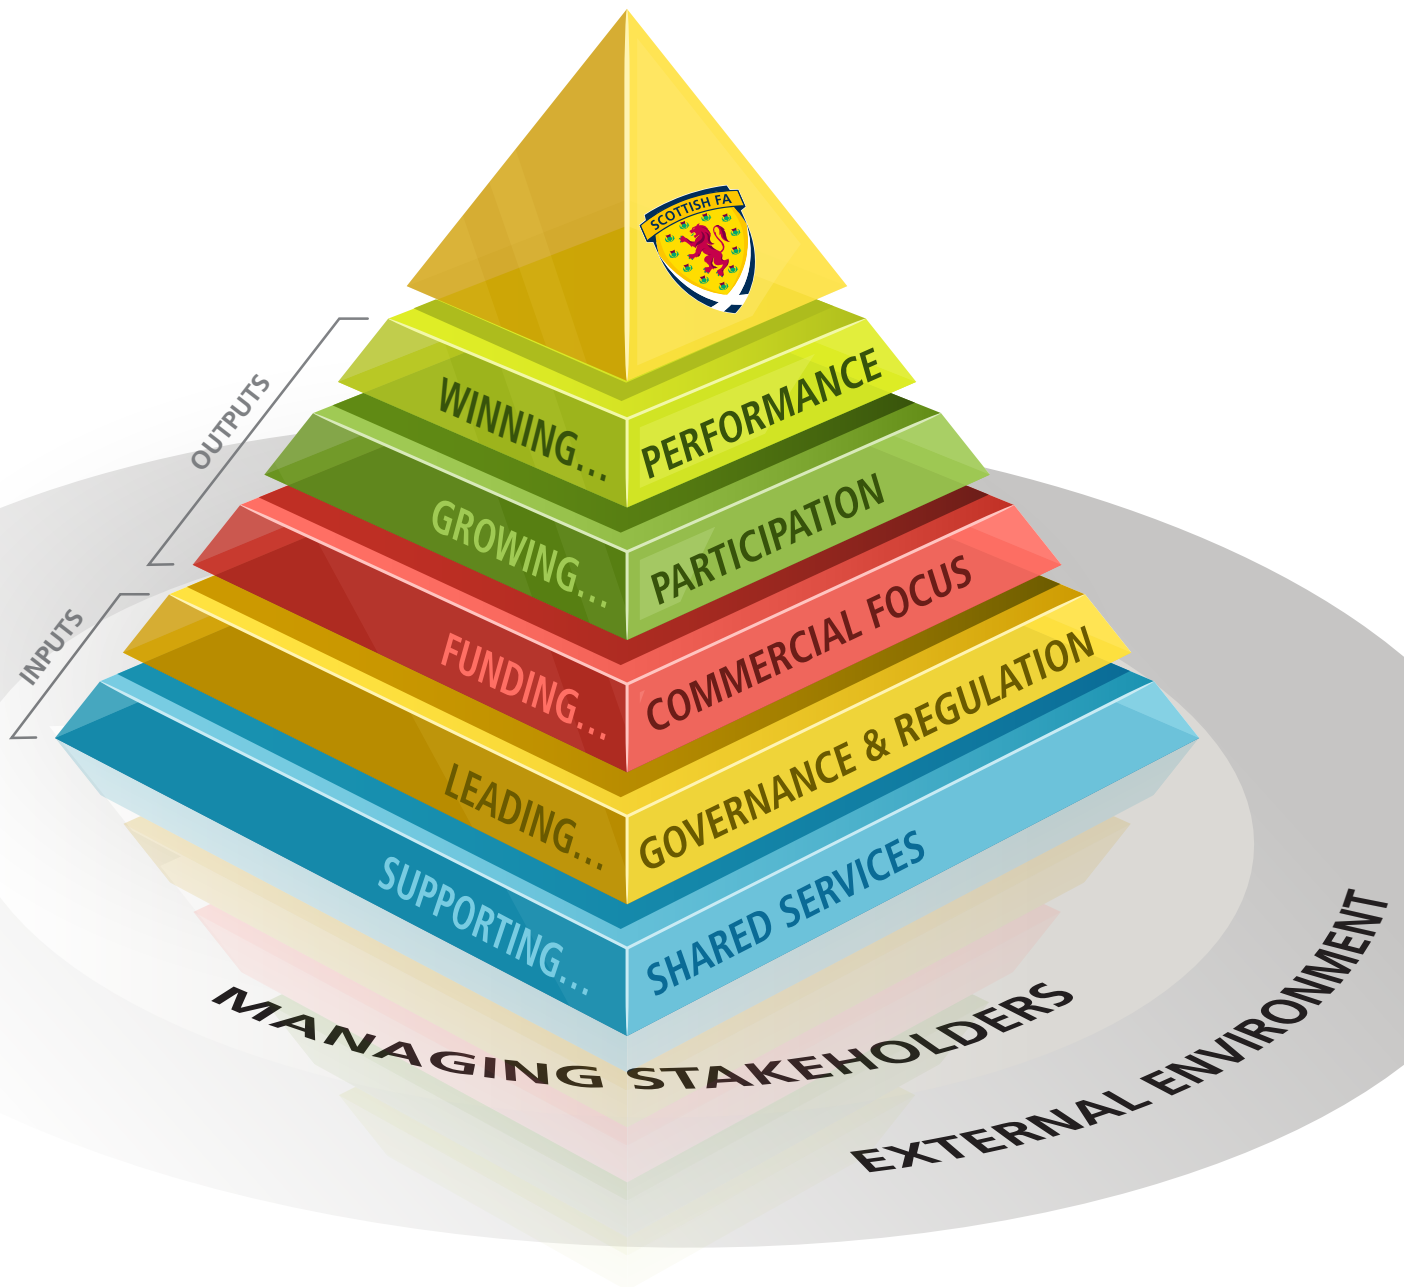 SCOTTISH FA
OUTPUTS
WINNING...
PERFORMANCE
GROWING...
PARTICIPATION
FUNDING...
COMMERCIAL FOCUS
INPUTS
LEADING...
GOVERNANCE & REGULATION
SUPPORTING...
SHARED SERVICES
MANAGING STAKEHOLDERS
EXTERNAL ENVIRONMENT